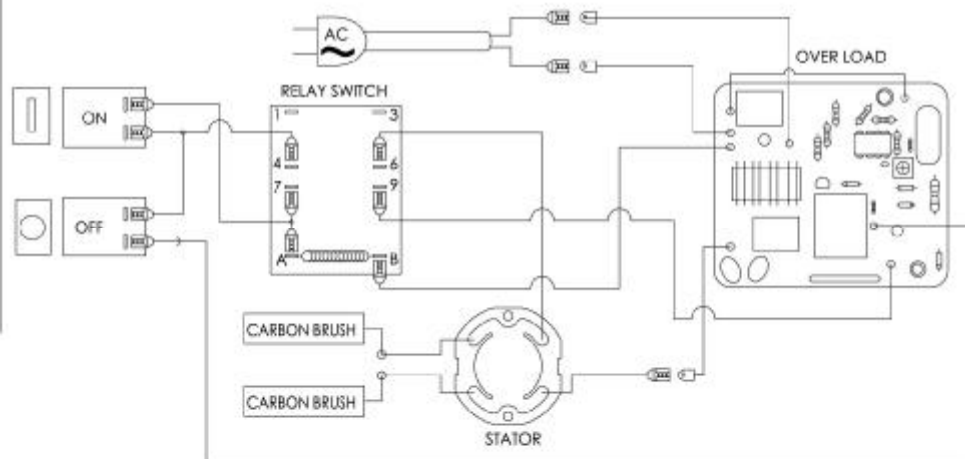 AC
OVER LOAD
RELAY SWITCH
ON
1
3
4
6
7
9
OFF
A
B
CARBON BRUSH
CARBON BRUSH
STATOR